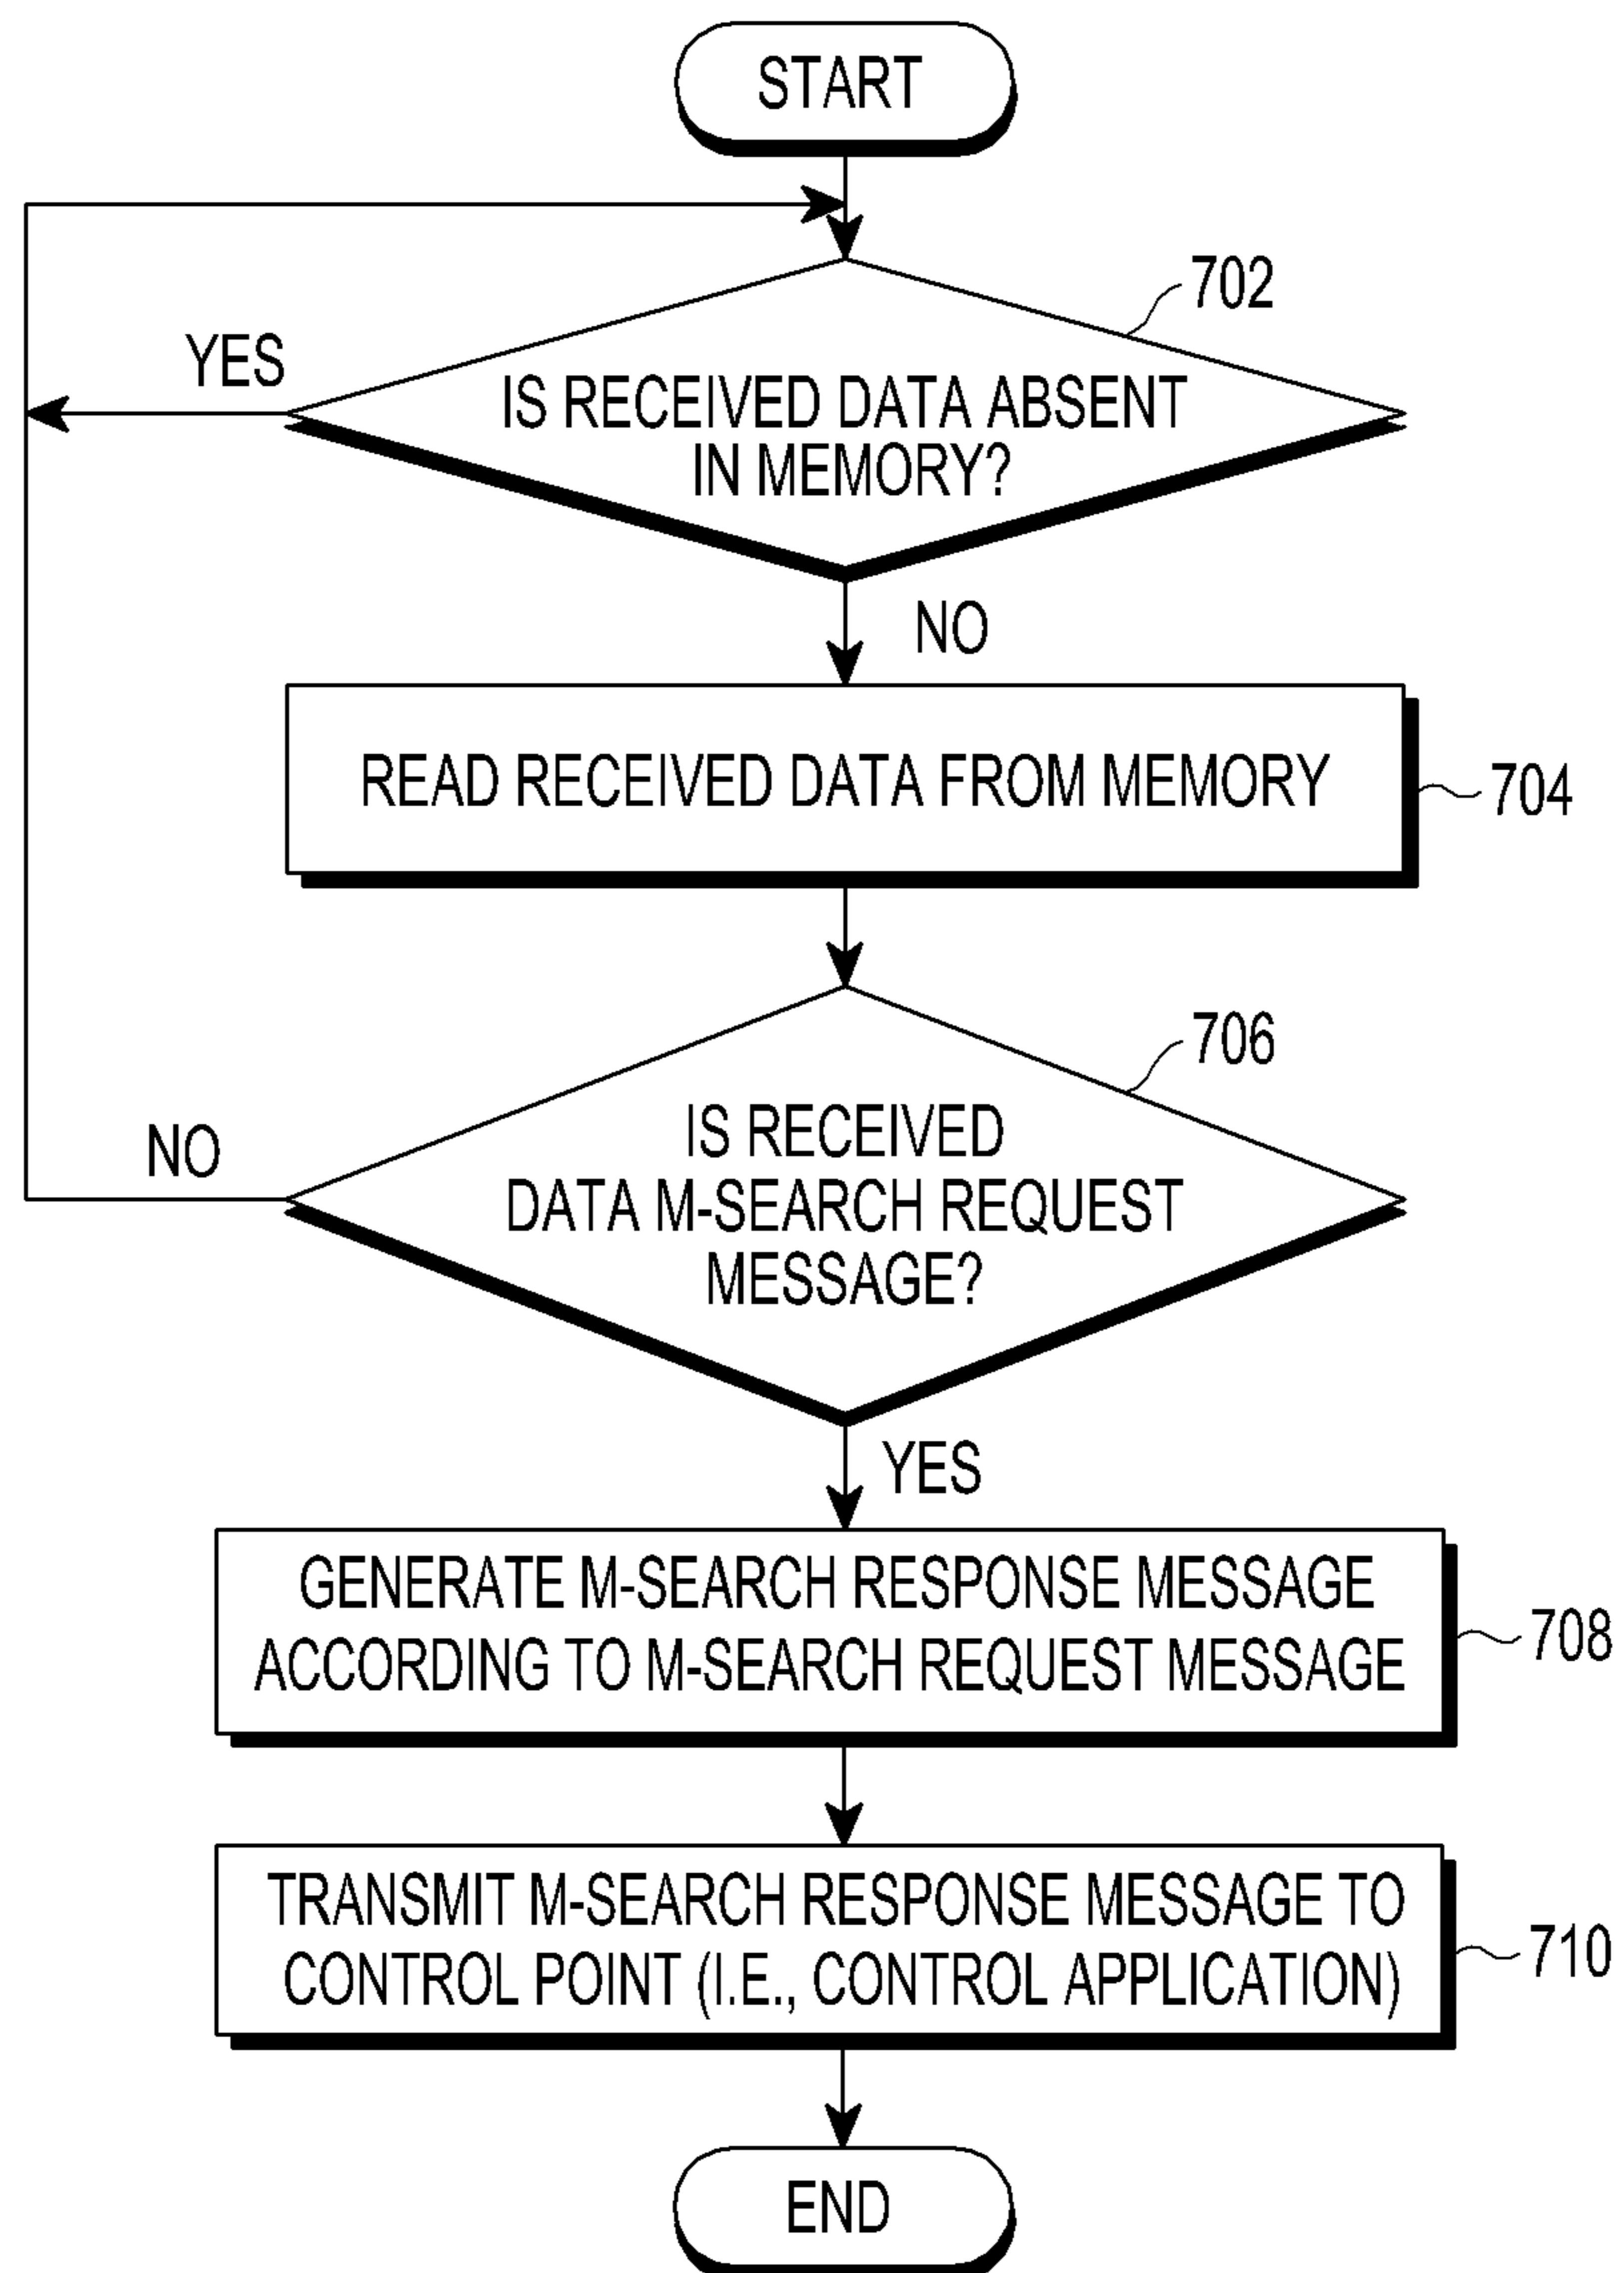 START
702
YES
IS RECEIVED DATA ABSENT
IN MEMORY?
NO
READ RECEIVED DATA FROM MEMORY
704
706
IS RECEIVED
DATA M-SEARCH REQUEST
MESSAGE?
NO
YES
GENERATE M-SEARCH RESPONSE MESSAGE
ACCORDING TO M-SEARCH REQUEST MESSAGE
708
TRANSMIT M-SEARCH RESPONSE MESSAGE TO
CONTROL POINT (I.E., CONTROL APPLICATION)
710
END